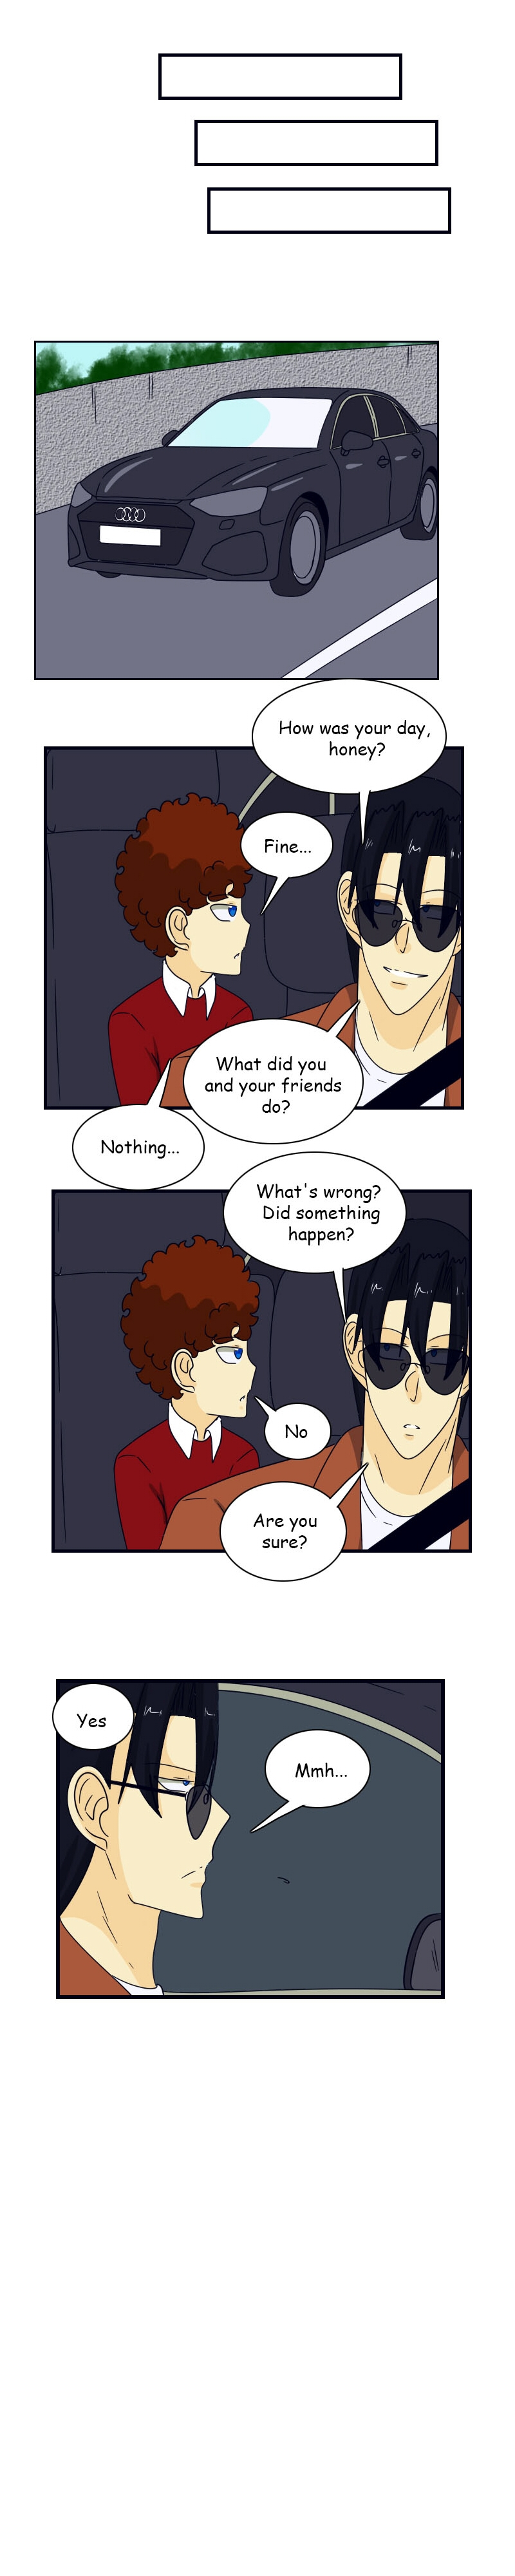 How was your day,
honey?
Fine...
What did you
and your friends
do?
Nothing...
What's wrong?
Did something
happen?
No
Are you
sure?
Yes
Mmh...